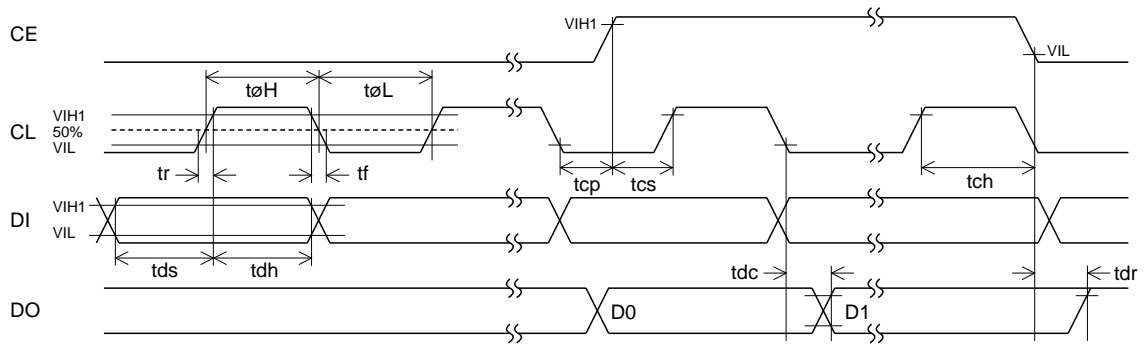 CE
VIH1
VIL
tøH
tøL
CL
VIH1
50%
VIL
tr
tf
tcp
tcs
tch
DI
VIH1
VIL
tds
tdh
tdc
tdr
DO
D0
D1